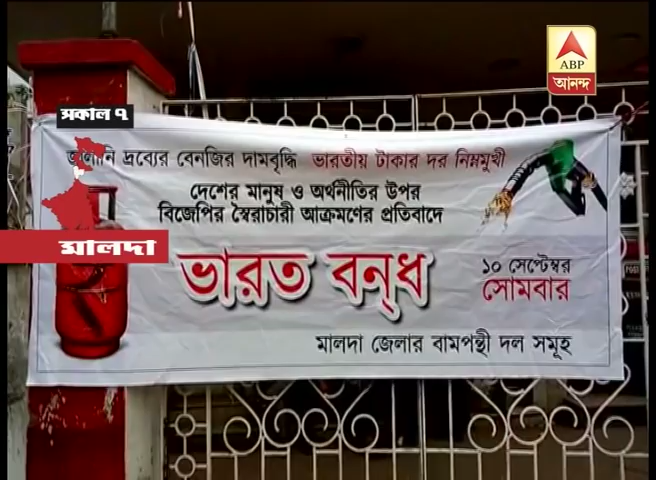 ABP
আনন্দ
সকাল ৭
জ্বালানি দ্রব্যের বেনজির দামবৃদ্ধি ভারতীয় টাকার দর নিম্নমুখী
দেশের মানুষ ও অর্থনীতির উপর
বিজেপির স্বৈরাচারী আক্রমণের প্রতিবাদে
মালদা
ভারত বন্‌ধ
১০ সেপ্টেম্বর
সোমবার
মালদা জেলার বামপন্থী দল সমূহ